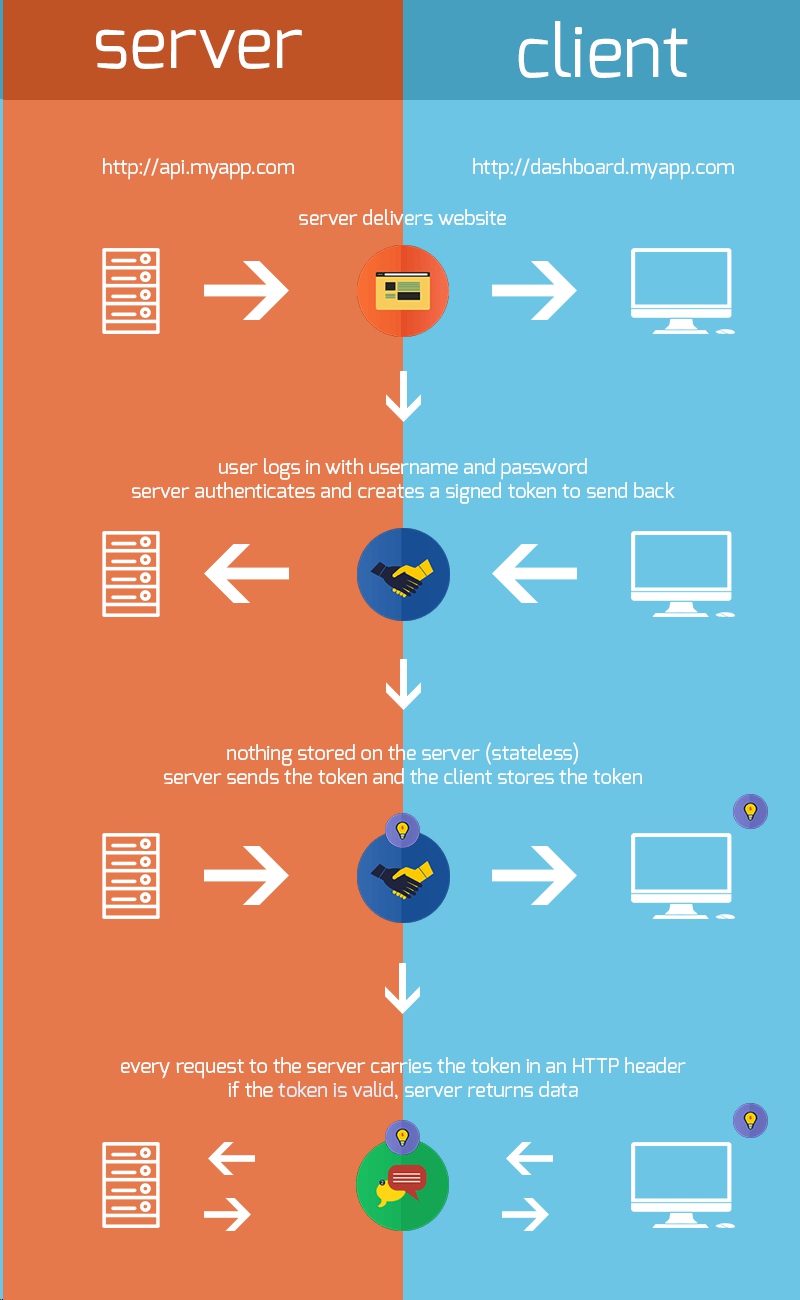 server
client
http://api.myapp.com
http://dashboard.myapp.com
server delivers website
user logs in with username and password
server authenticates and creates a signed token to send back
nothing stored on the server (stateless)
server sends the token and the client stores the token
every request to the server carries the token in an HTTP header
if the token is valid, server returns data